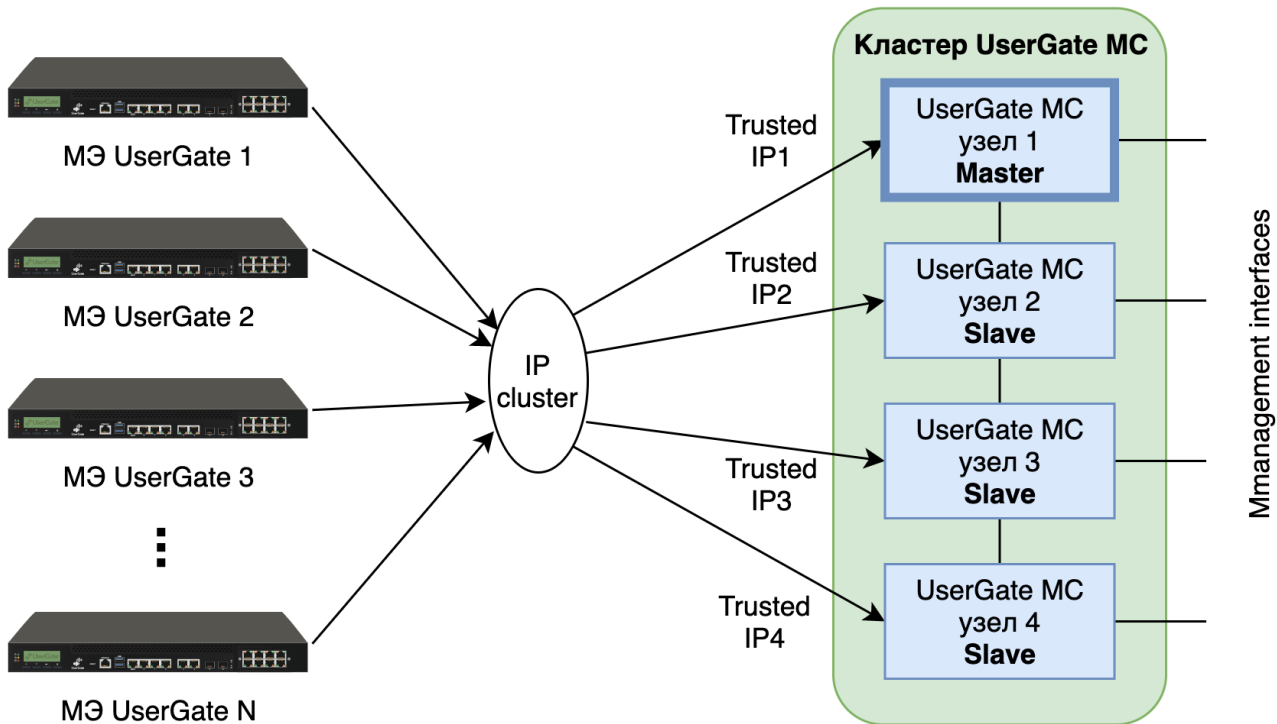 Кластер UserGate MC
UserGate MC
узел 1
Master
UserGate MC
узел 2
Slave
UserGate MC
узел 3
Slave
UserGate MC
узел 4
Slave
Trusted
IP1
Trusted
IP2
Trusted
IP3
Trusted
IP4
IP
cluster
МЭ UserGate 1
МЭ UserGate 2
МЭ UserGate 3
МЭ UserGate N
Mmanagement interfaces